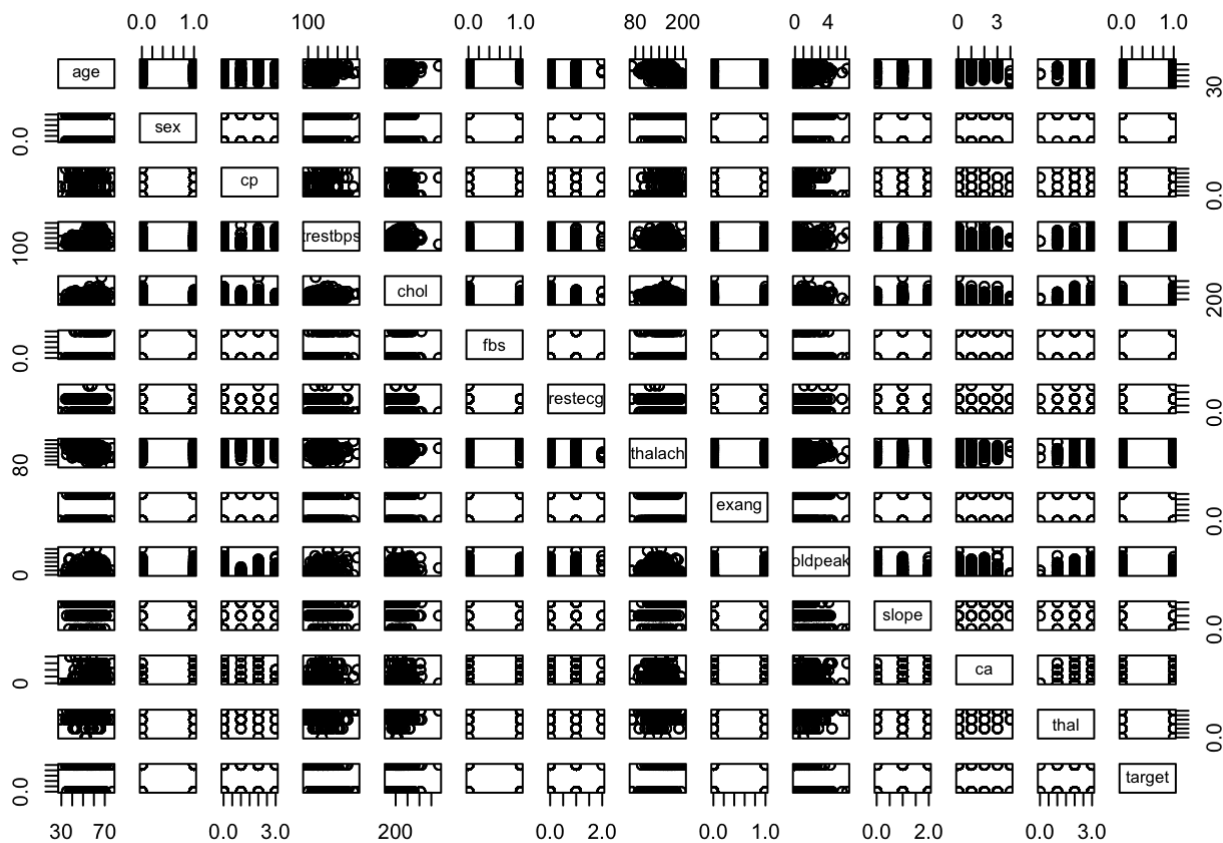 0.0 1.0 100 0.0 1.0 80 200 0 4 0 3 0.0 1.0
age 30
0.0 sex
cp 0.0
100 trestbps
chol 200
0.0 fbs
restecg 0.0
80 thalach
exang 0.0
0 oldpeak
slope 0.0
0 ca
thal 0.0
0.0 target
30 70 0.0 3.0 200 0.0 2.0 0.0 1.0 0.0 2.0 0.0 3.0